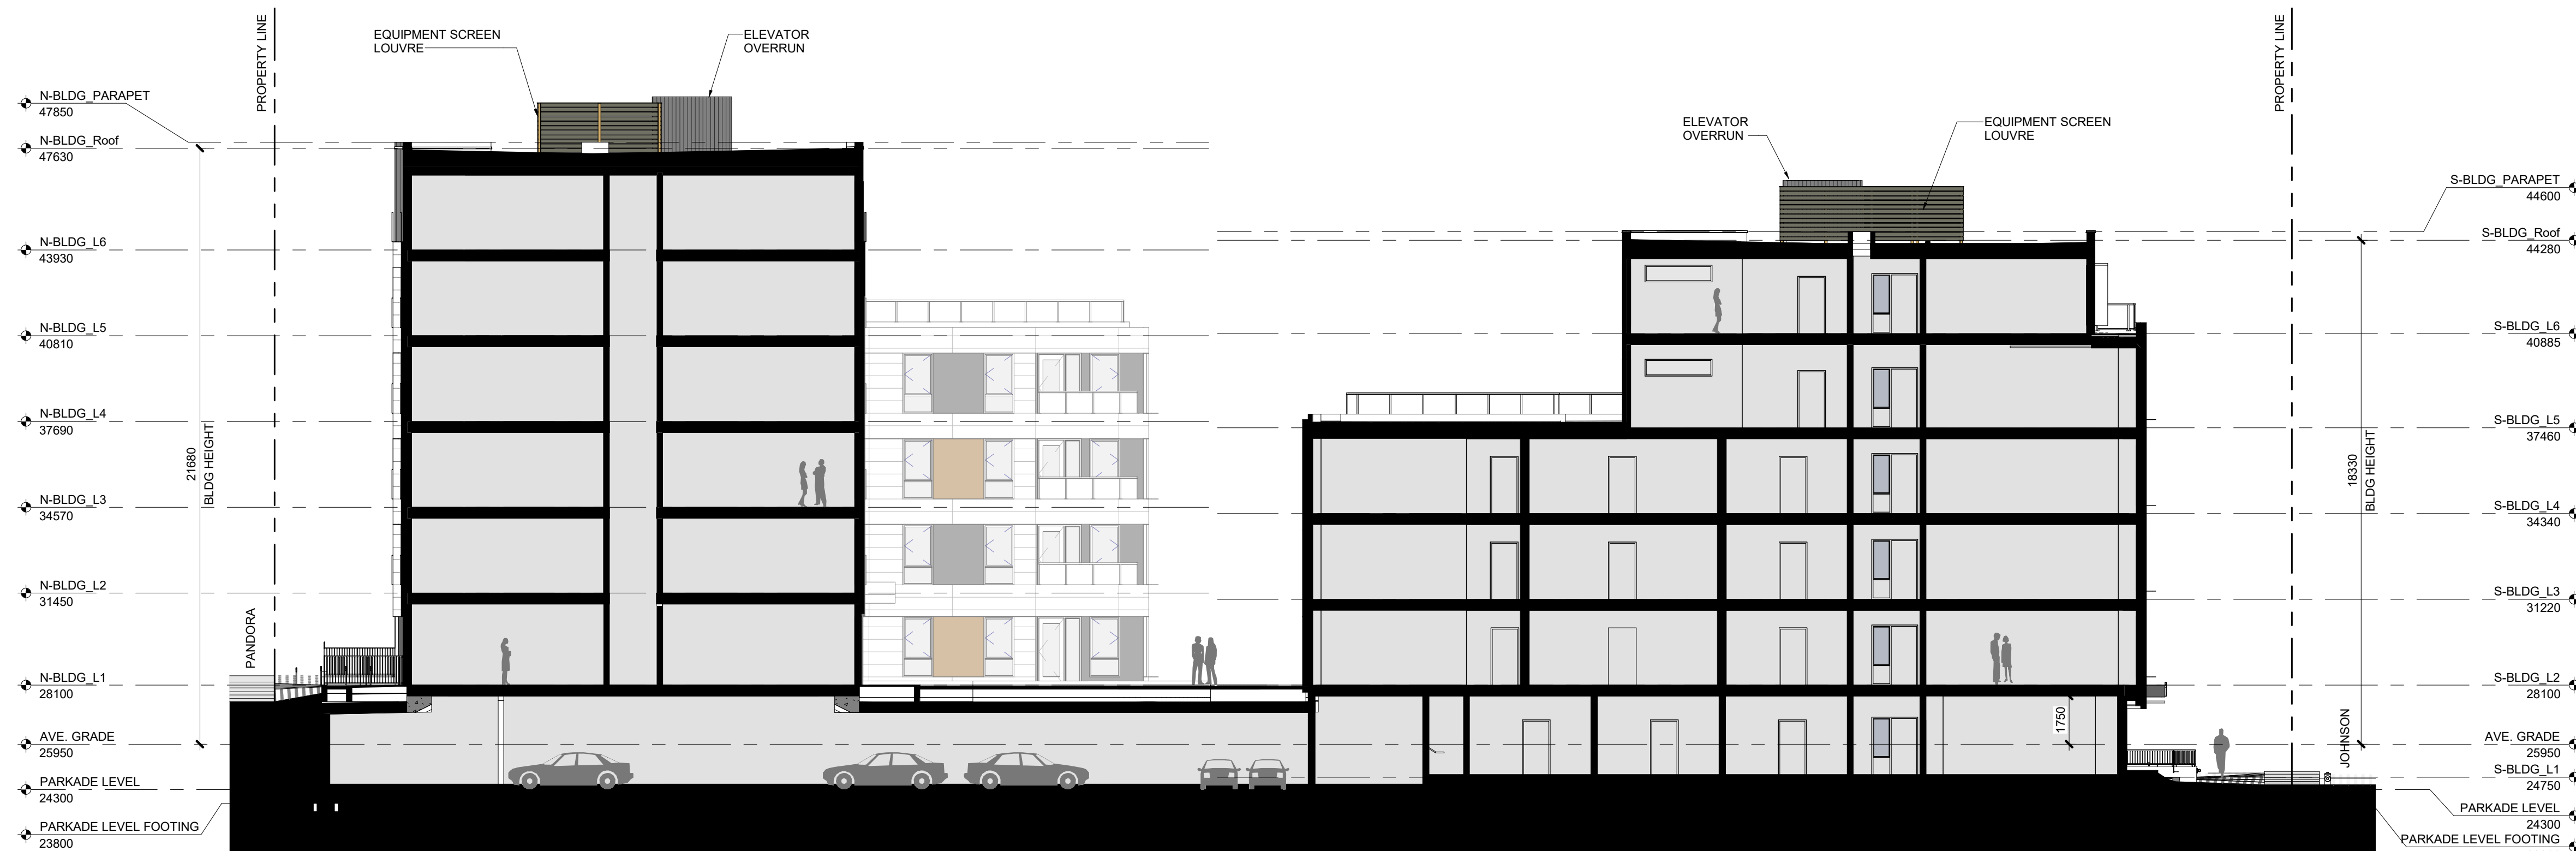 PROPERTY LINE
EQUIPMENT SCREEN
LOUVRE
ELEVATOR
OVERRUN
N-BLDG_PARAPET
47850
N-BLDG_Roof
47630
N-BLDG_L6
43930
N-BLDG_L5
40810
N-BLDG_L4
37690
N-BLDG_L3
34570
N-BLDG_L2
31450
N-BLDG_L1
28100
AVE. GRADE
25950
PARKADE LEVEL
24300
PARKADE LEVEL FOOTING
23800
21680
BLDG HEIGHT
PANDORA
ELEVATOR
OVERRUN
EQUIPMENT SCREEN
LOUVRE
PROPERTY LINE
1750
JOHNSON
18330
BLDG HEIGHT
S-BLDG_PARAPET
44600
S-BLDG_Roof
44280
S-BLDG_L6
40885
S-BLDG_L5
37460
S-BLDG_L4
34340
S-BLDG_L3
31220
S-BLDG_L2
28100
AVE. GRADE
25950
S-BLDG_L1
24750
PARKADE LEVEL
24300
PARKADE LEVEL FOOTING